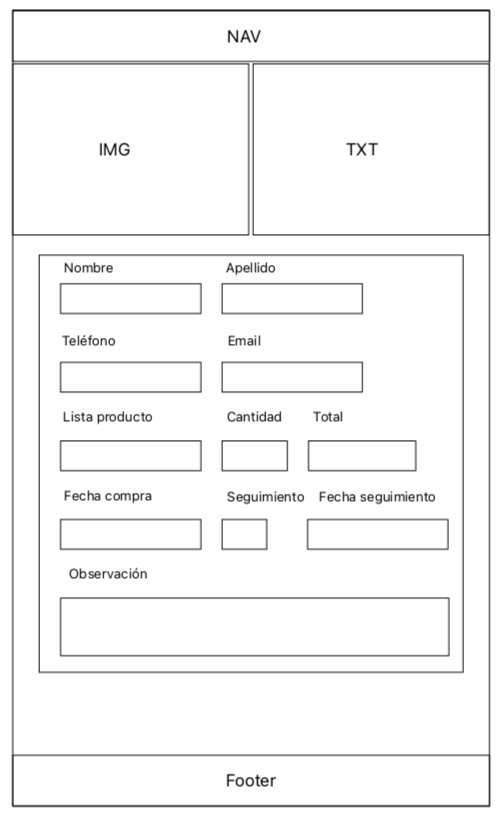 NAV
IMG
TXT
Nombre Apellido
Teléfono Email
Lista producto Cantidad Total
Fecha compra Seguimiento Fecha seguimiento
Observación
Footer